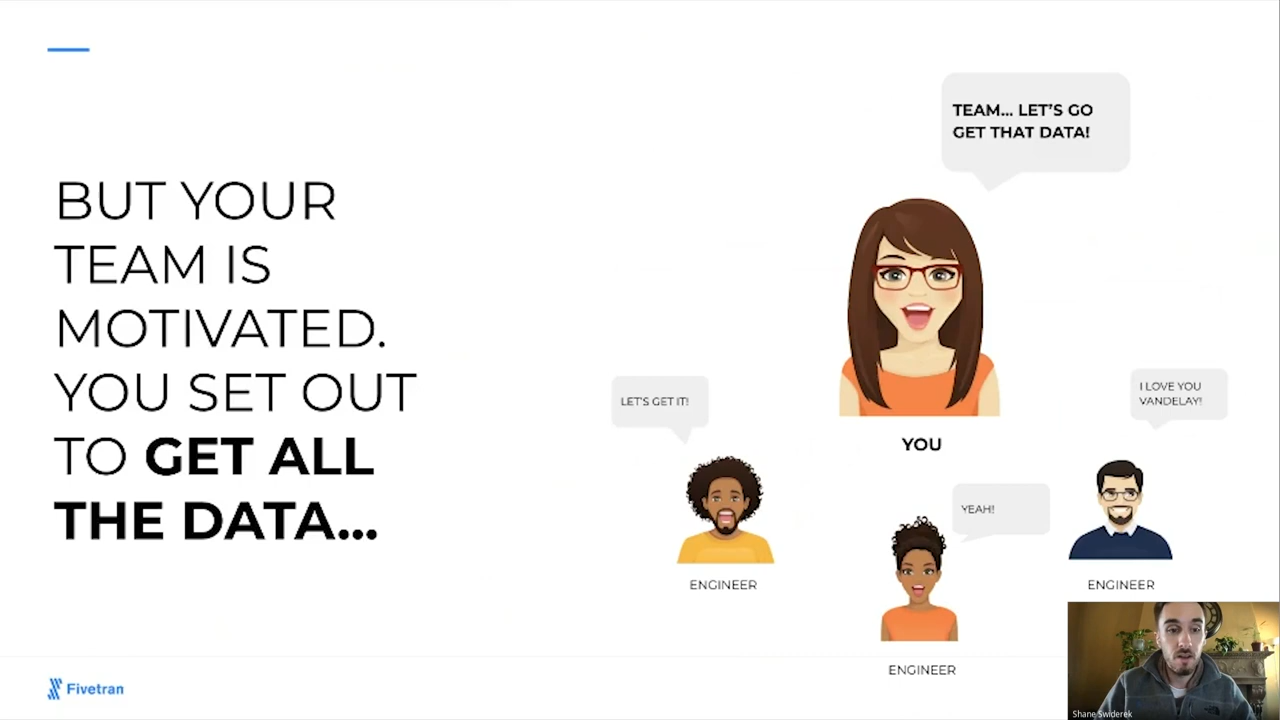 BUT YOUR
TEAM IS
MOTIVATED.
YOU SET OUT
TO GET ALL
THE DATA...
TEAM... LET'S GO
GET THAT DATA!
YOU
LET'S GET IT!
ENGINEER
YEAH!
ENGINEER
I LOVE YOU
VANDELAY!
ENGINEER
Fivetran
Shane Swiderek